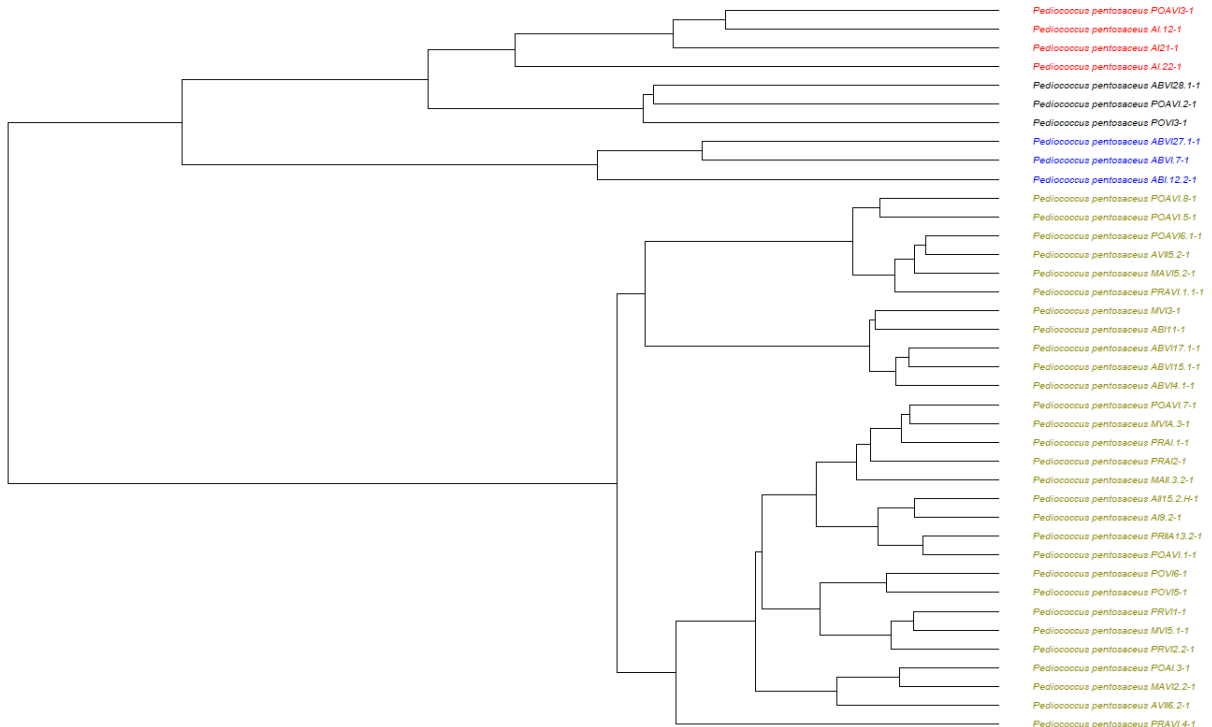 Pediococcus pentosaceus POAVI3-1
Pediococcus pentosaceus AI.12-1
Pediococcus pentosaceus AI21-1
Pediococcus pentosaceus AI.22-1
Pediococcus pentosaceus ABVI28.1-1
Pediococcus pentosaceus POAVI.2-1
Pediococcus pentosaceus POVI3-1
Pediococcus pentosaceus ABVI27.1-1
Pediococcus pentosaceus ABVI.7-1
Pediococcus pentosaceus ABI.12.2-1
Pediococcus pentosaceus POAVI.8-1
Pediococcus pentosaceus POAVI.5-1
Pediococcus pentosaceus POAVI6.1-1
Pediococcus pentosaceus AVII5.2-1
Pediococcus pentosaceus MAVI5.2-1
Pediococcus pentosaceus PRAVI.1.1-1
Pediococcus pentosaceus MVI3-1
Pediococcus pentosaceus ABI11-1
Pediococcus pentosaceus ABVI17.1-1
Pediococcus pentosaceus ABVI15.1-1
Pediococcus pentosaceus ABVI4.1-1
Pediococcus pentosaceus POAVI.7-1
Pediococcus pentosaceus MVIA.3-1
Pediococcus pentosaceus PRAI.1-1
Pediococcus pentosaceus PRAI2-1
Pediococcus pentosaceus MAII.3.2-1
Pediococcus pentosaceus AII15.2.H-1
Pediococcus pentosaceus AI9.2-1
Pediococcus pentosaceus PRIIA13.2-1
Pediococcus pentosaceus POAVI.1-1
Pediococcus pentosaceus POVI6-1
Pediococcus pentosaceus POVI5-1
Pediococcus pentosaceus PRVI1-1
Pediococcus pentosaceus MVI5.1-1
Pediococcus pentosaceus PRVI2.2-1
Pediococcus pentosaceus POAI.3-1
Pediococcus pentosaceus MAVI2.2-1
Pediococcus pentosaceus AVII6.2-1
Pediococcus pentosaceus PRAVI.4-1